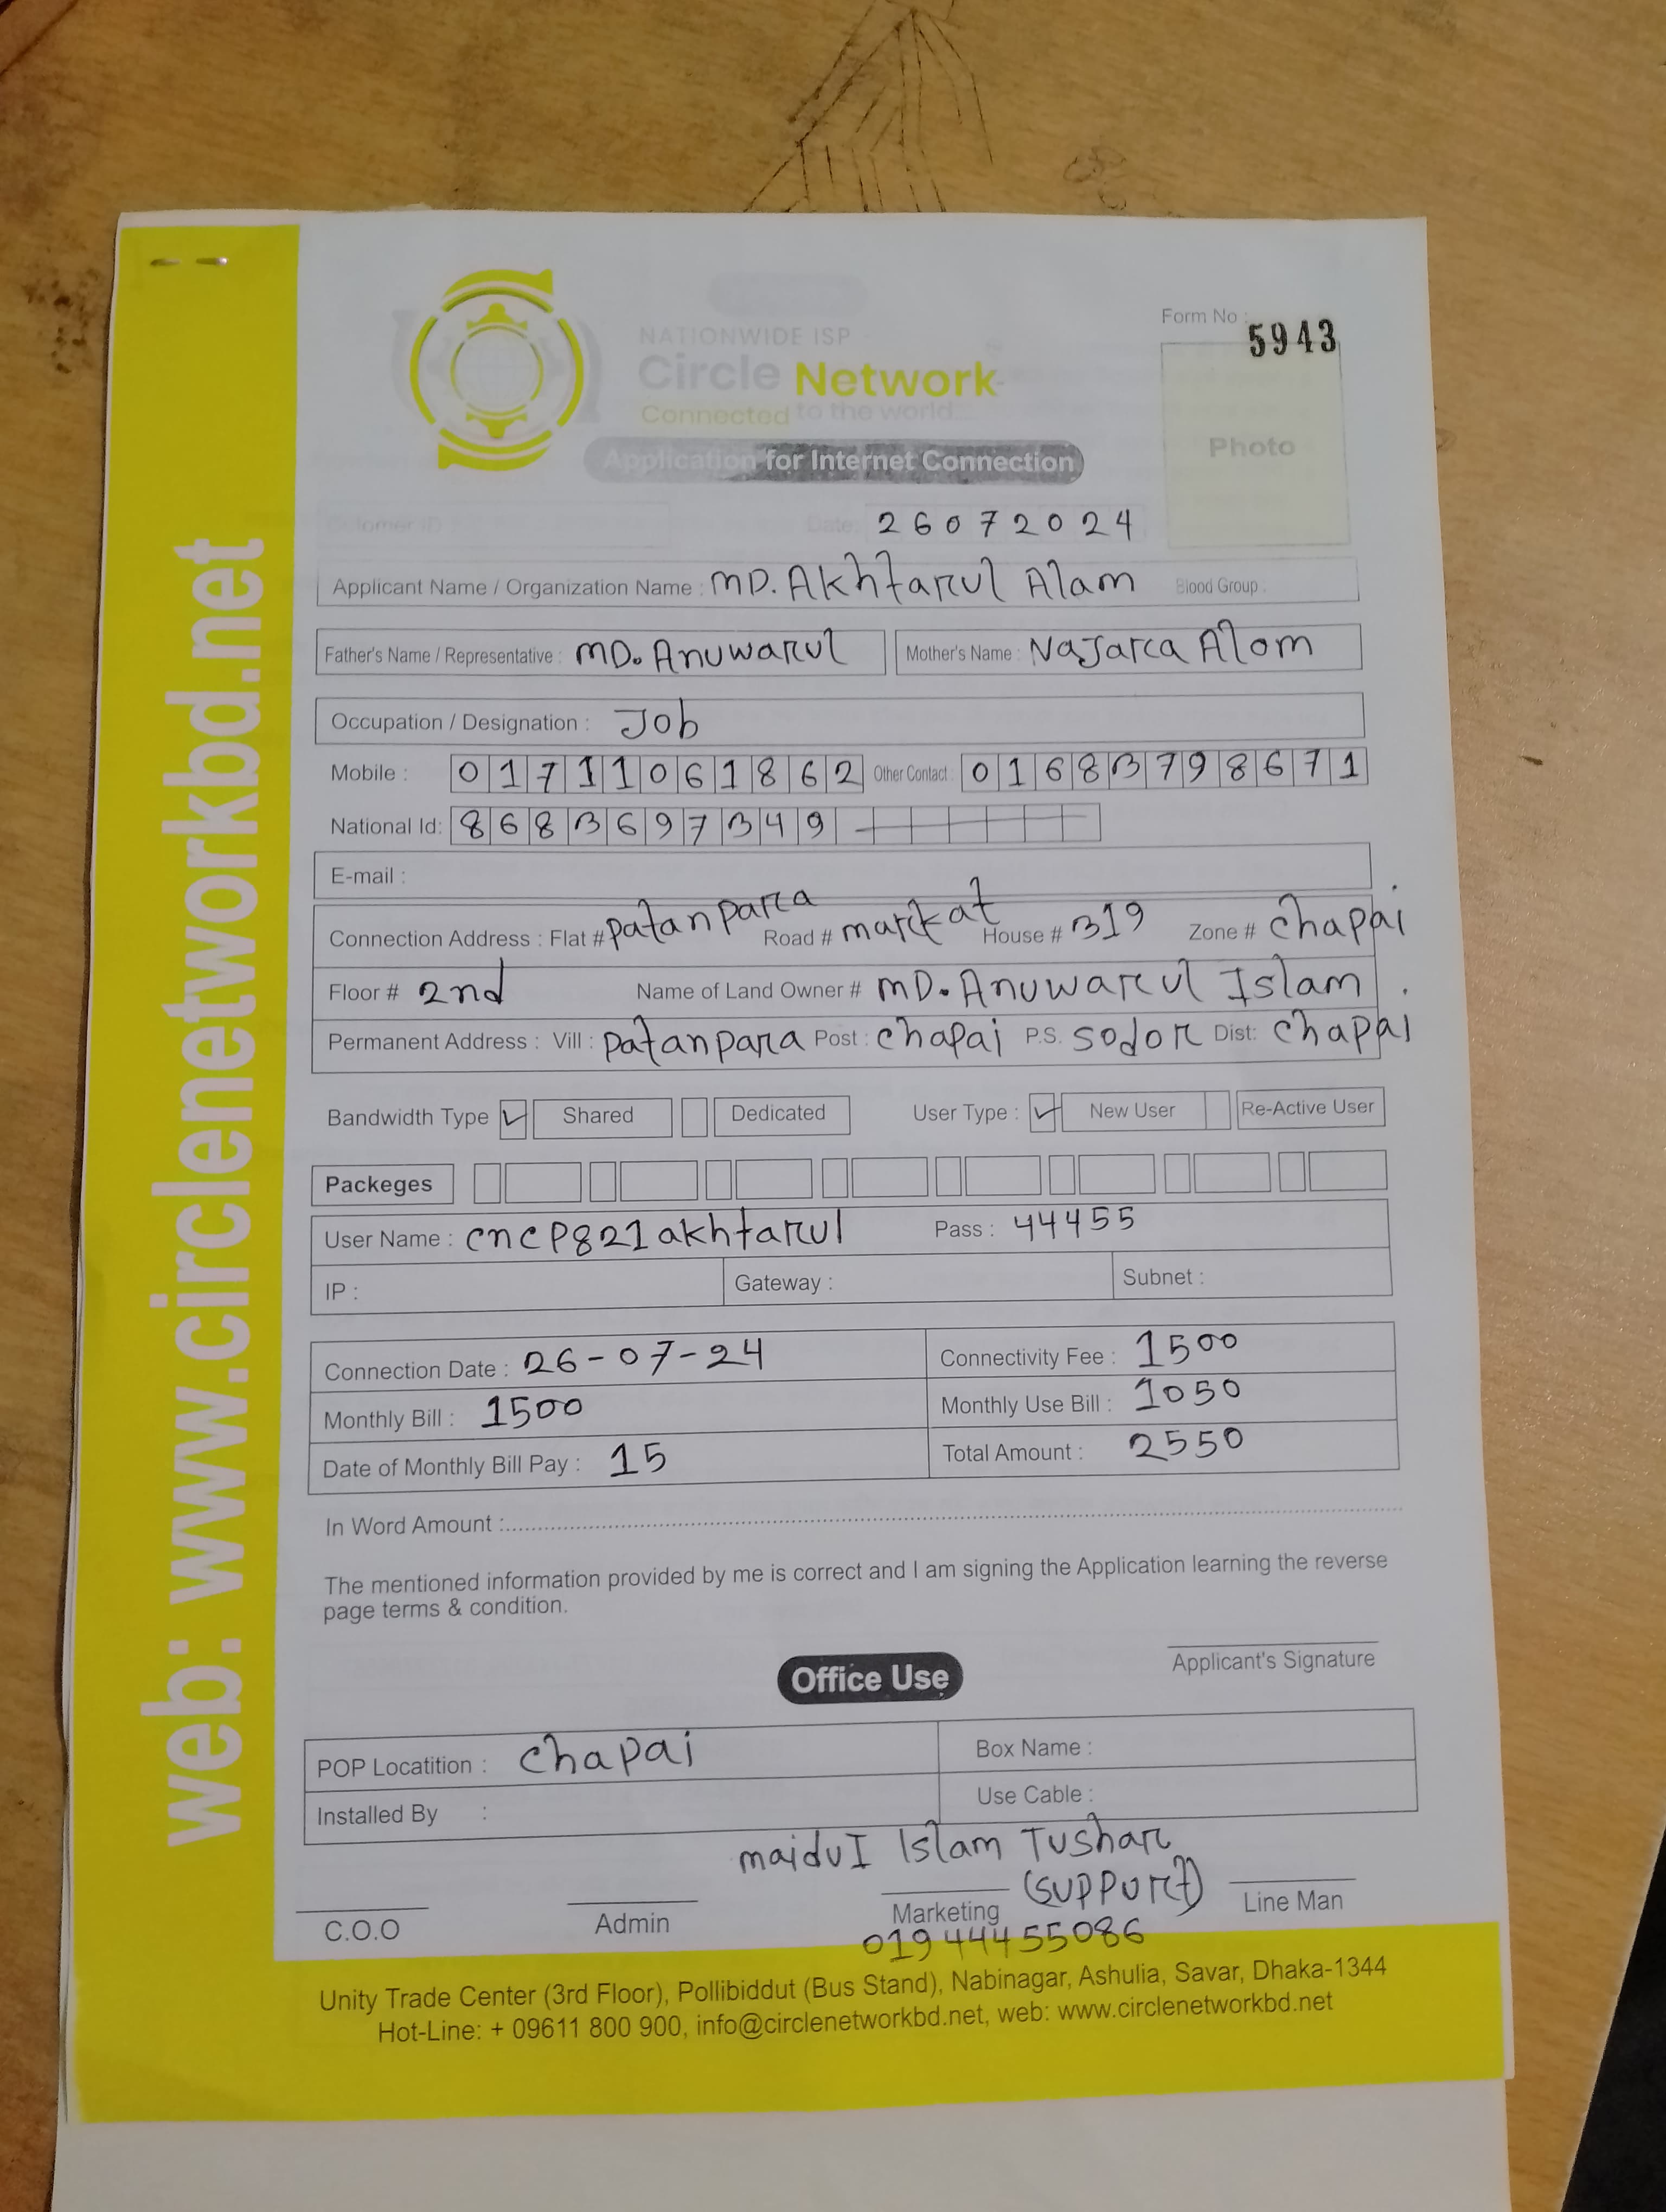 web: www.circlenetworkbd.net
NATIONWIDE ISP
Circle Network
Connected to the world
Form No : 5943
Photo
Application for Internet Connection
Date: 26072024
Applicant Name / Organization Name : MD. Akhtarul Alam Blood Group :
Father's Name / Representative : MD. Anuwarul Mother's Name : Najarca Alom
Occupation / Designation : Job
Mobile : 01711061862 Other Contact : 01683798671
National Id: 8683697349
E-mail :
Connection Address : Flat # patanpara Road # markat House # 319 Zone # chapai
Floor # 2nd Name of Land Owner # MD. Anuwarul Islam
Permanent Address : Vill : patanpara Post : chapai P.S. sodor Dist: chapai
Bandwidth Type Shared Dedicated User Type : New User Re-Active User
Packeges
User Name : cncp821akhtarul Pass : 44455
IP : Gateway : Subnet :
Connection Date : 26-07-24 Connectivity Fee : 1500
Monthly Bill : 1500 Monthly Use Bill : 1050
Date of Monthly Bill Pay : 15 Total Amount : 2550
In Word Amount :
The mentioned information provided by me is correct and I am signing the Application learning the reverse
page terms & condition.
Applicant's Signature
Office Use
POP Locatition : chapai Box Name :
Installed By : Use Cable :
maiduI Islam Tushar
(support)
C.O.O Admin Marketing Line Man
01944455086
Unity Trade Center (3rd Floor), Pollibiddut (Bus Stand), Nabinagar, Ashulia, Savar, Dhaka-1344
Hot-Line: + 09611 800 900, info@circlenetworkbd.net, web: www.circlenetworkbd.net